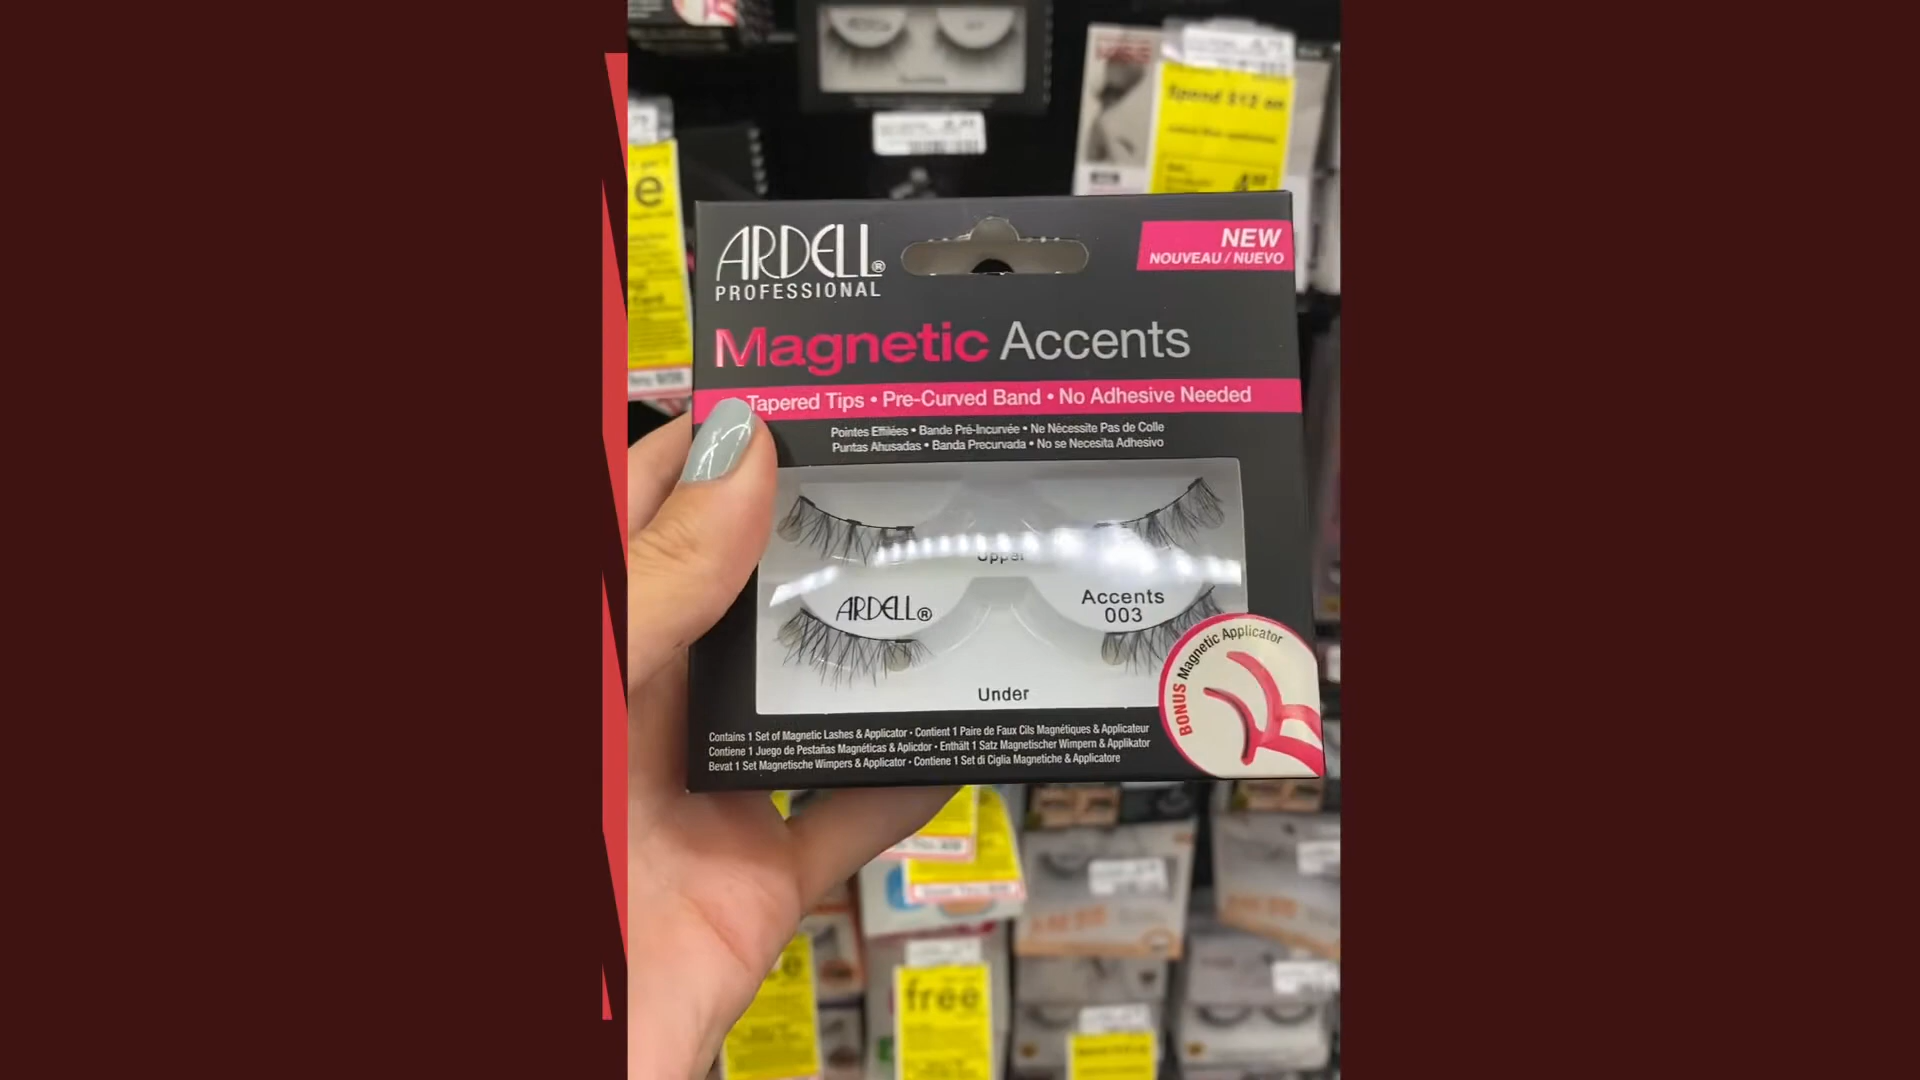 Spend $12 on
e
ARDELL®
PROFESSIONAL
NEW
NOUVEAU / NUEVO
Magnetic Accents
Tapered Tips • Pre-Curved Band • No Adhesive Needed
Pointes Effilées • Bande Pré-Incurvée • Ne Nécessite Pas de Colle
Puntas Ahusadas • Banda Precurvada • No se Necesita Adhesivo
Upper
ARDELL®
Accents
003
Under
BONUS Magnetic Applicator
Contains 1 Set of Magnetic Lashes & Applicator • Contient 1 Paire de Faux Cils Magnétiques & Applicateur
Contiene 1 Juego de Pestañas Magnéticas & Aplicdor • Enthält 1 Satz Magnetischer Wimpern & Applikator
Bevat 1 Set Magnetische Wimpers & Applicator • Contiene 1 Set di Ciglia Magnetiche & Applicatore
e
free